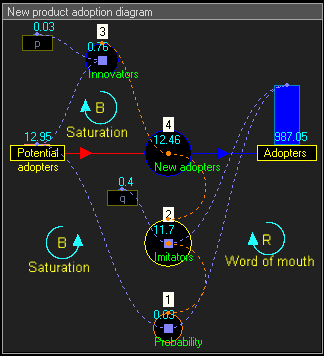 New product adoption diagram
0.03
3
p
0.76
Innovators
B
Saturation
4
12.95
12.46
987.05
Potential
adopters
New adopters
Adopters
0.4
q
2
11.7
Imitators
B
Saturation
R
Word of mouth
1
0.03
Probability